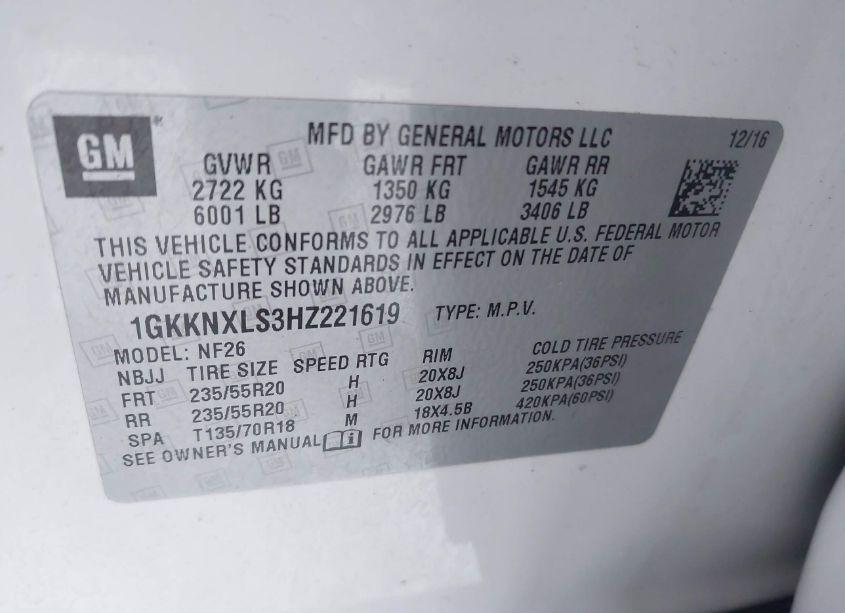 GM
MFD BY GENERAL MOTORS LLC 12/16
GVWR GAWR FRT GAWR RR
2722 KG 1350 KG 1545 KG
6001 LB 2976 LB 3406 LB
THIS VEHICLE CONFORMS TO ALL APPLICABLE U.S. FEDERAL MOTOR
VEHICLE SAFETY STANDARDS IN EFFECT ON THE DATE OF
MANUFACTURE SHOWN ABOVE.
1GKKNXLS3HZ221619 TYPE: M.P.V.
MODEL: NF26
NBJJ TIRE SIZE SPEED RTG RIM COLD TIRE PRESSURE
FRT 235/55R20 H 20X8J 250KPA(36PSI)
RR 235/55R20 H 20X8J 250KPA(36PSI)
SPA T135/70R18 M 18X4.5B 420KPA(60PSI)
SEE OWNER'S MANUAL FOR MORE INFORMATION.